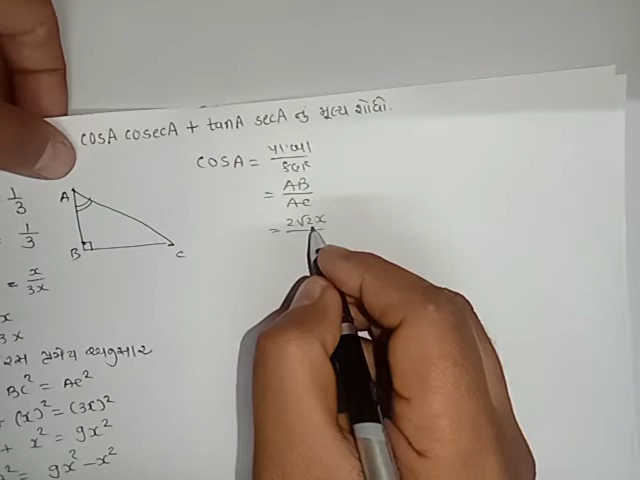 cosA cosecA + tanA secA નું મૂલ્ય શોધો.
1/3
1/3
= x/3x
x
3x
A
B
C
રસ પ્રમેય અનુસાર
BC² = AC²
+ (x)² = (3x)²
+ x² = 9x²
² = 9x² - x²
cosA = પા.બા/કર્ણ
= AB/AC
= 2√2x